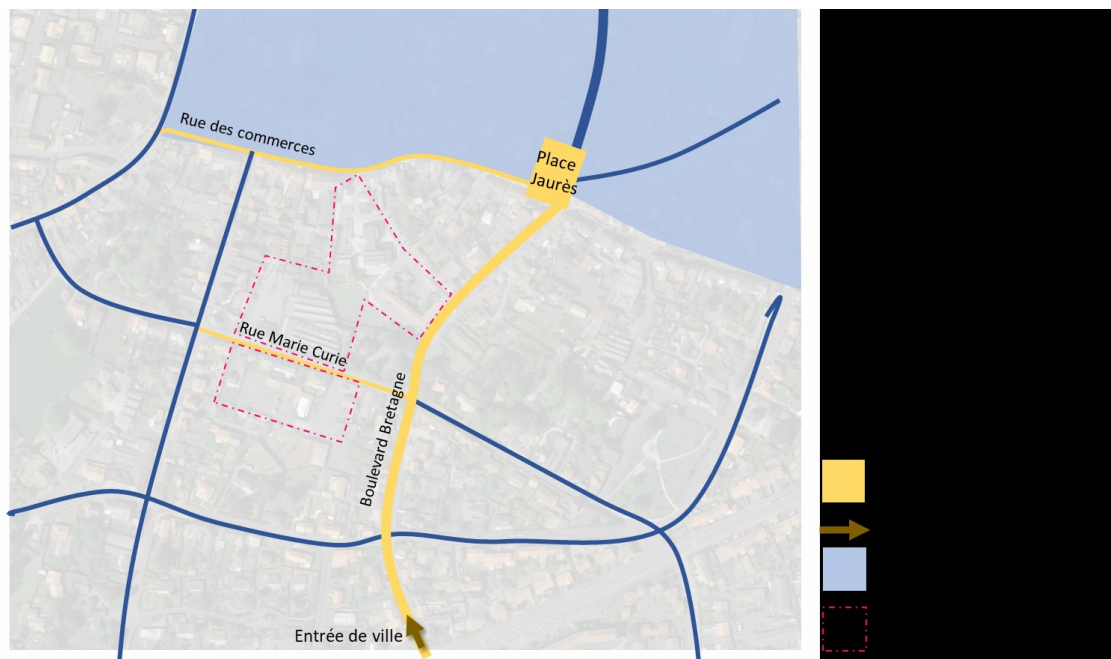 Rue des commerces
Place
Jaurès
Rue Marie Curie
Boulevard Bretagne
Entrée de ville